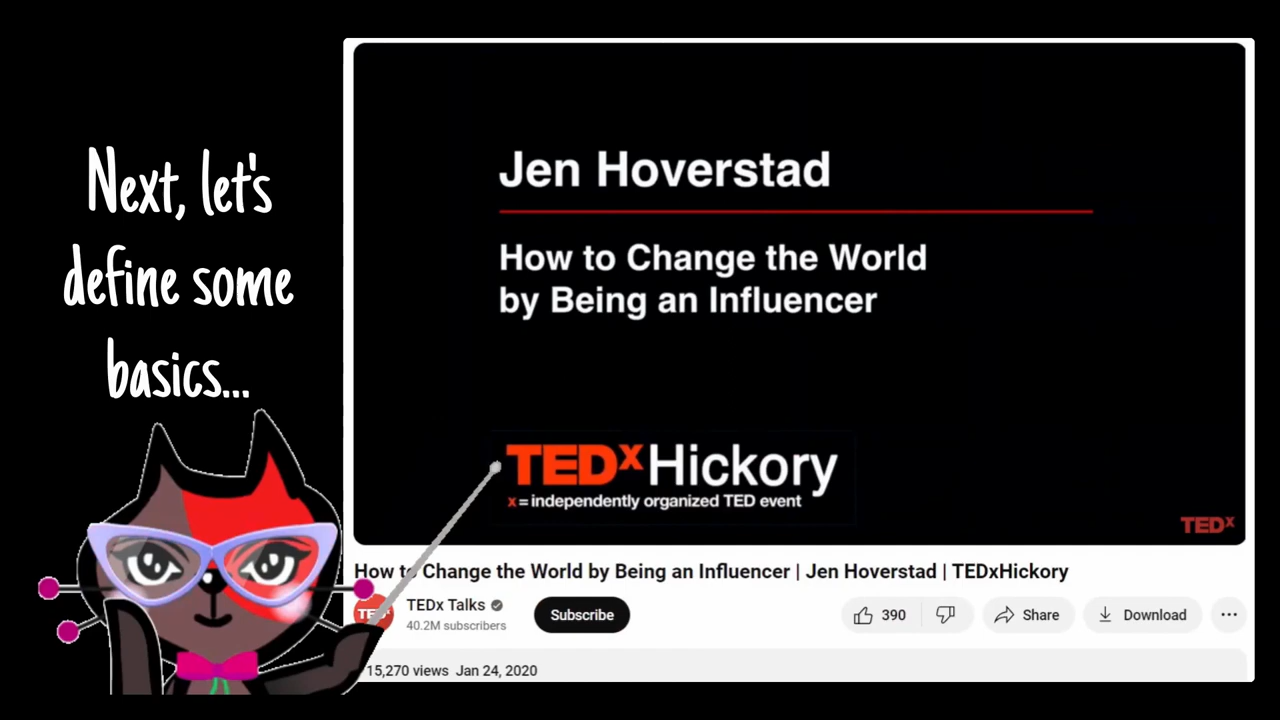 Next, let's
define some
basics...
Jen Hoverstad
How to Change the World
by Being an Influencer
TEDx Hickory
x = independently organized TED event
TEDx
How to Change the World by Being an Influencer | Jen Hoverstad | TEDxHickory
TEDx Talks
40.2M subscribers
Subscribe
390
Share
Download
15,270 views Jan 24, 2020